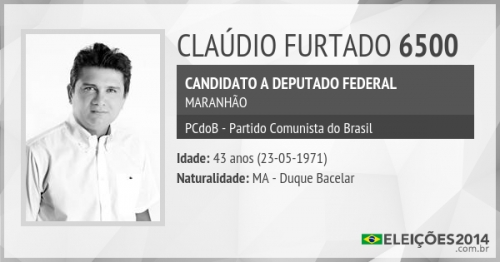 CLAÚDIO FURTADO 6500
CANDIDATO A DEPUTADO FEDERAL
MARANHÃO
PCdoB - Partido Comunista do Brasil
Idade: 43 anos (23-05-1971)
Naturalidade: MA - Duque Bacelar
ELEIÇÕES2014
.com.br